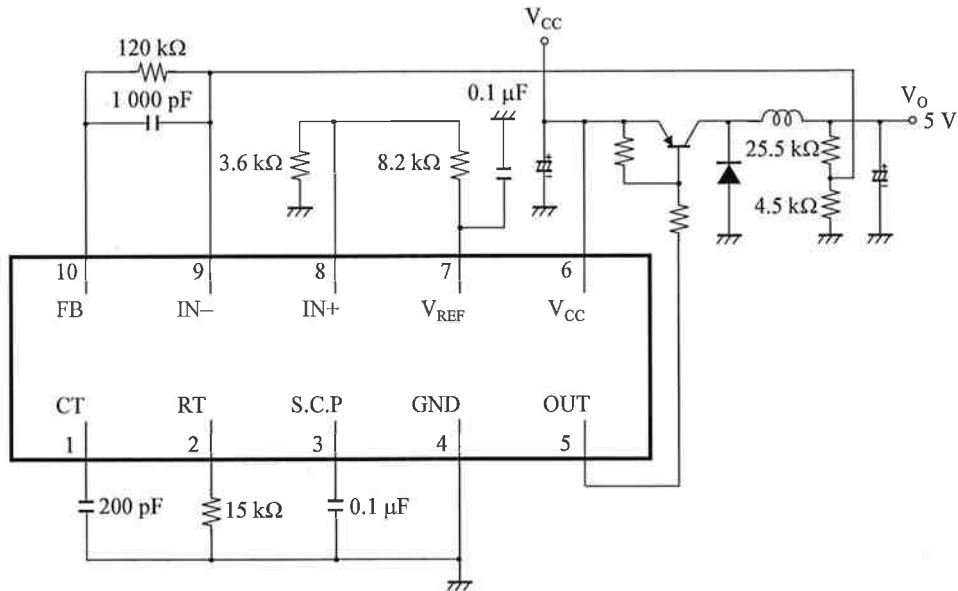 V_CC
120 kΩ
1 000 pF
0.1 μF
V_O
5 V
3.6 kΩ
8.2 kΩ
25.5 kΩ
4.5 kΩ
10 9 8 7 6
FB IN− IN+ V_REF V_CC
CT RT S.C.P GND OUT
1 2 3 4 5
200 pF
15 kΩ
0.1 μF